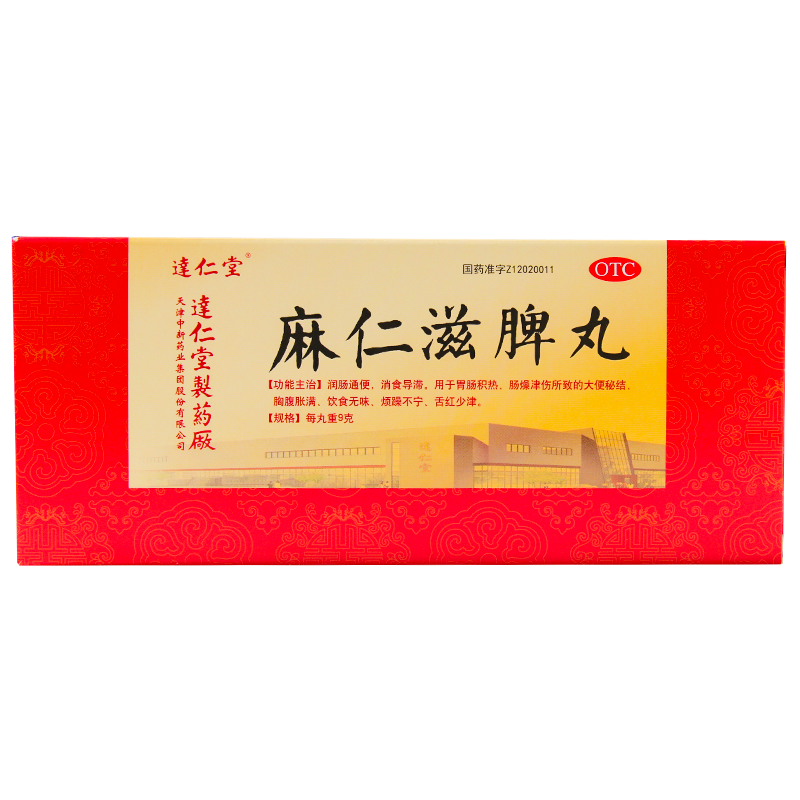 達仁堂®
国药准字Z12020011
OTC
達仁堂製药厰
天津中新药业集团股份有限公司
麻仁滋脾丸
【功能主治】润肠通便，消食导滞。用于胃肠积热、肠燥津伤所致的大便秘结、
胸腹胀满、饮食无味、烦躁不宁、舌红少津。
【规格】每丸重9克
達仁堂